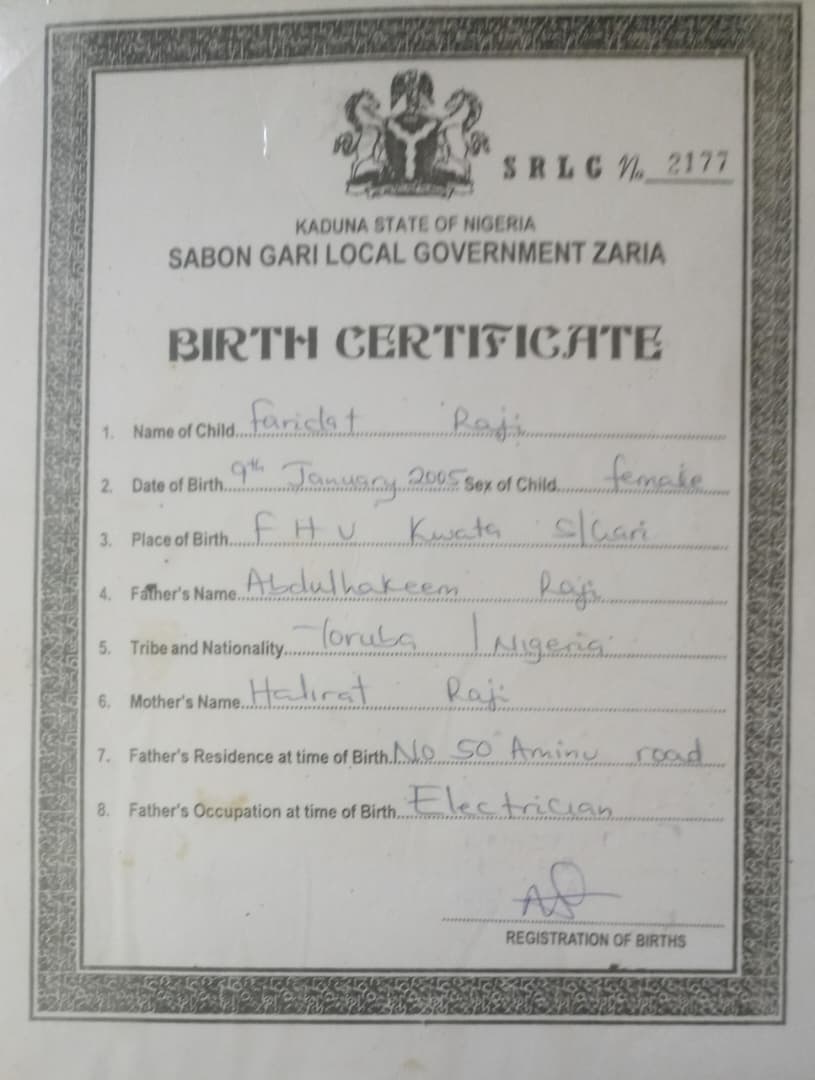 SRLG No. 2177
KADUNA STATE OF NIGERIA
SABON GARI LOCAL GOVERNMENT ZARIA
BIRTH CERTIFICATE
1. Name of Child Faridat Raji
2. Date of Birth 9th January 2005 Sex of Child female
3. Place of Birth F H U Kwata S/Gari
4. Father's Name Abdulhakeem Raji
5. Tribe and Nationality Yoruba / Nigeria
6. Mother's Name Halirat Raji
7. Father's Residence at time of Birth No 50 Aminu road
8. Father's Occupation at time of Birth Electrician
REGISTRATION OF BIRTHS